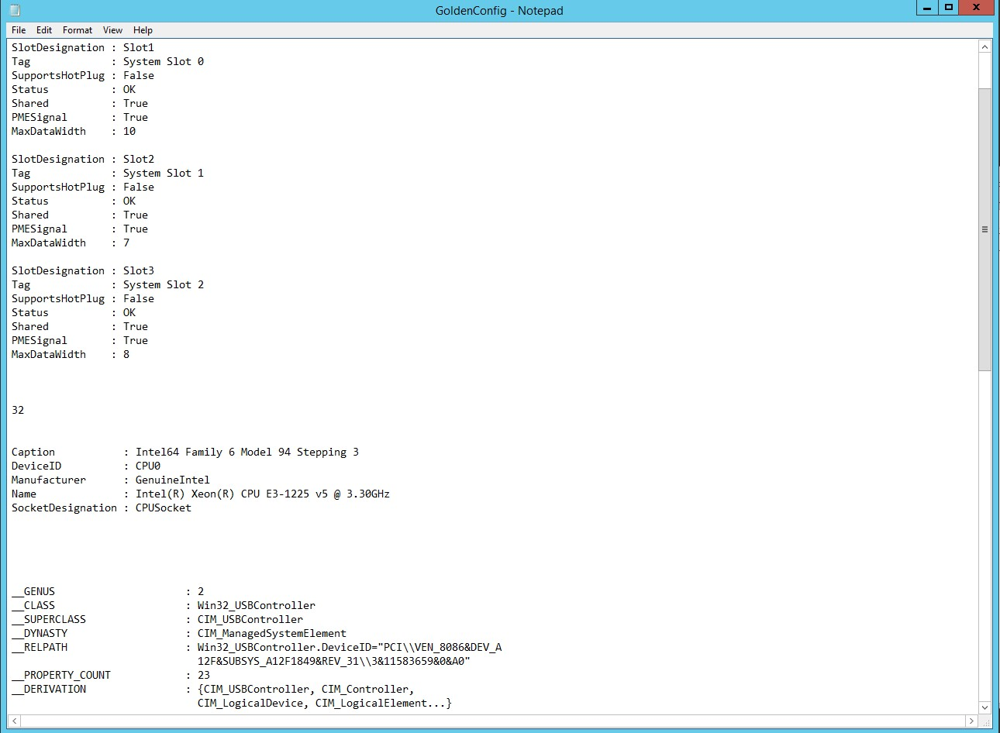 GoldenConfig - Notepad
File Edit Format View Help
SlotDesignation : Slot1
Tag : System Slot 0
SupportsHotPlug : False
Status : OK
Shared : True
PMESignal : True
MaxDataWidth : 10
SlotDesignation : Slot2
Tag : System Slot 1
SupportsHotPlug : False
Status : OK
Shared : True
PMESignal : True
MaxDataWidth : 7
SlotDesignation : Slot3
Tag : System Slot 2
SupportsHotPlug : False
Status : OK
Shared : True
PMESignal : True
MaxDataWidth : 8
32
Caption : Intel64 Family 6 Model 94 Stepping 3
DeviceID : CPU0
Manufacturer : GenuineIntel
Name : Intel(R) Xeon(R) CPU E3-1225 v5 @ 3.30GHz
SocketDesignation : CPUSocket
__GENUS : 2
__CLASS : Win32_USBController
__SUPERCLASS : CIM_USBController
__DYNASTY : CIM_ManagedSystemElement
__RELPATH : Win32_USBController.DeviceID="PCI\\VEN_8086&DEV_A
12F&SUBSYS_A12F1849&REV_31\\3&11583659&0&A0"
__PROPERTY_COUNT : 23
__DERIVATION : {CIM_USBController, CIM_Controller,
CIM_LogicalDevice, CIM_LogicalElement...}